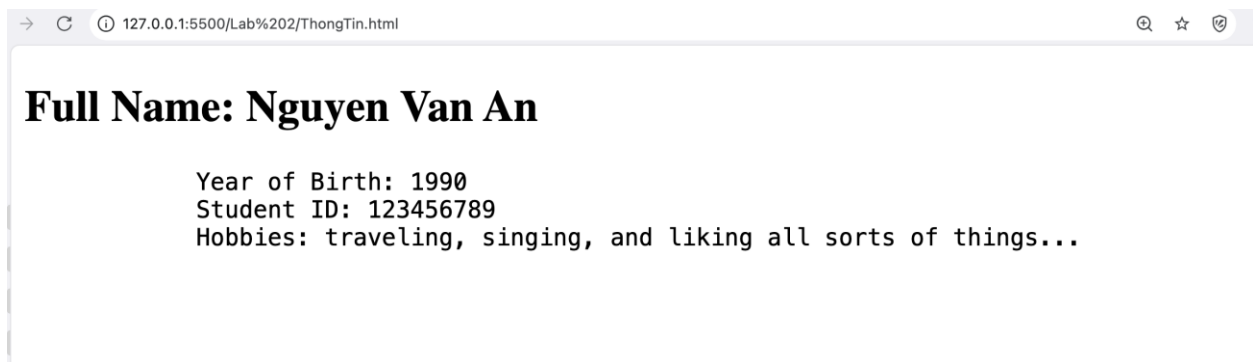 127.0.0.1:5500/Lab%202/ThongTin.html
Full Name: Nguyen Van An
Year of Birth: 1990
Student ID: 123456789
Hobbies: traveling, singing, and liking all sorts of things...